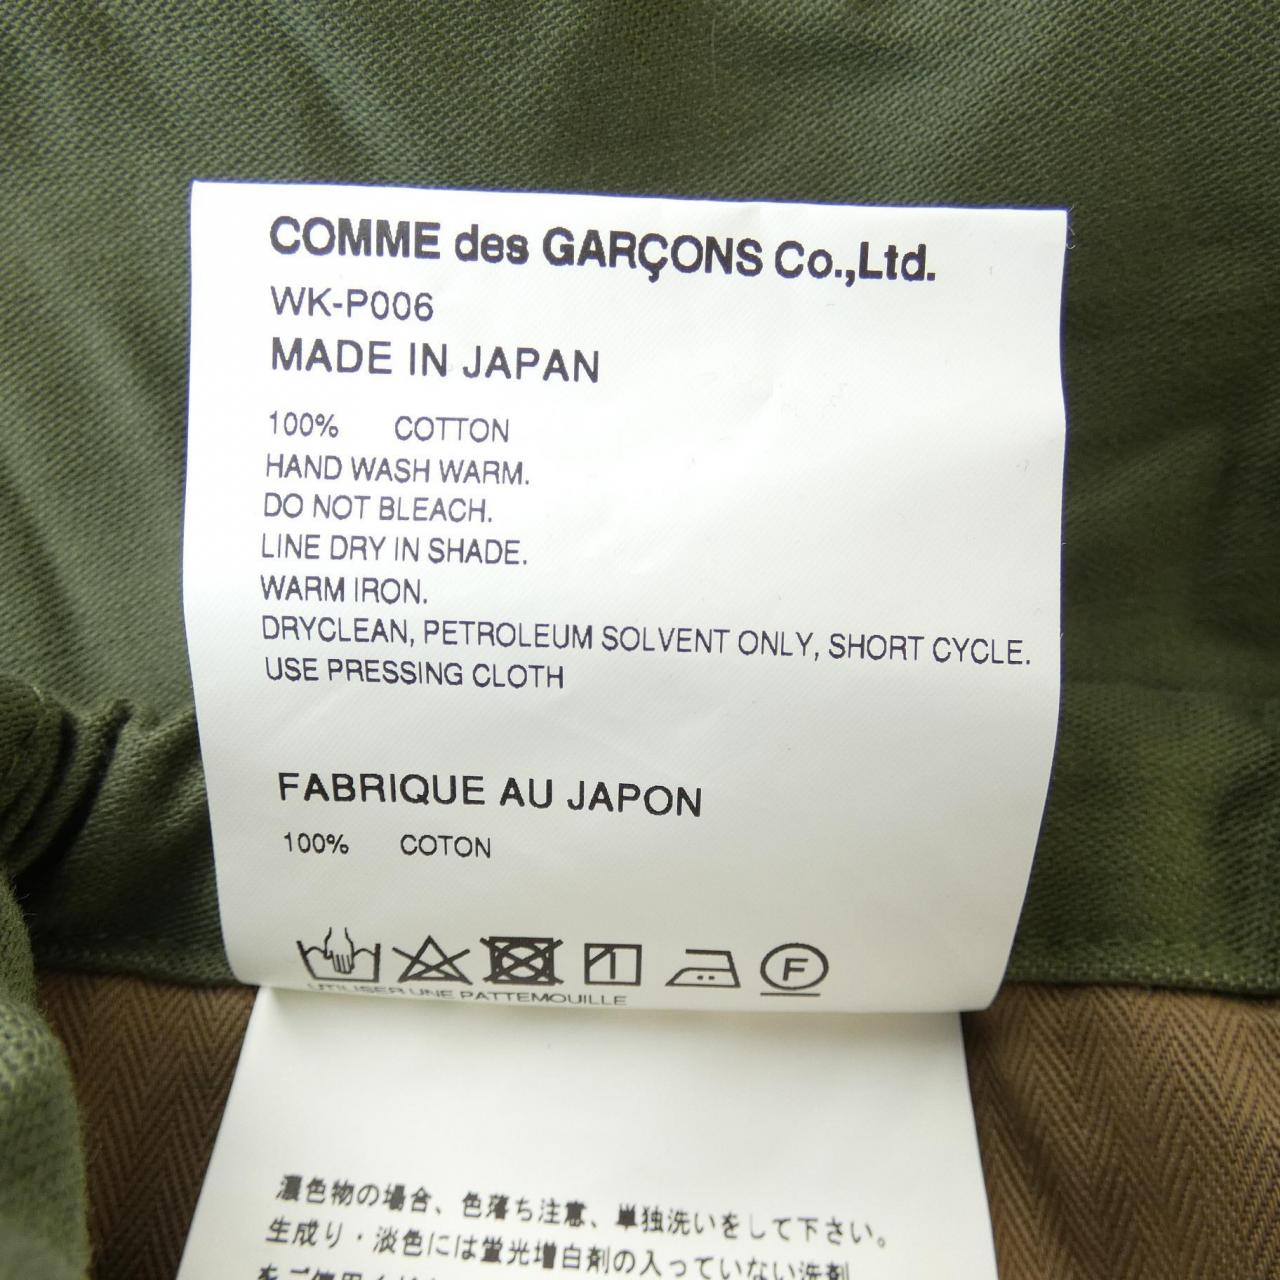 COMME des GARÇONS Co.,Ltd.
WK-P006
MADE IN JAPAN
100% COTTON
HAND WASH WARM.
DO NOT BLEACH.
LINE DRY IN SHADE.
WARM IRON.
DRYCLEAN, PETROLEUM SOLVENT ONLY, SHORT CYCLE.
USE PRESSING CLOTH
FABRIQUE AU JAPON
100% COTON
F
UTILISER UNE PATTEMOUILLE
濃色物の場合、色落ち注意、単独洗いをして下さい。
生成り・淡色には蛍光増白剤の入っていない洗剤